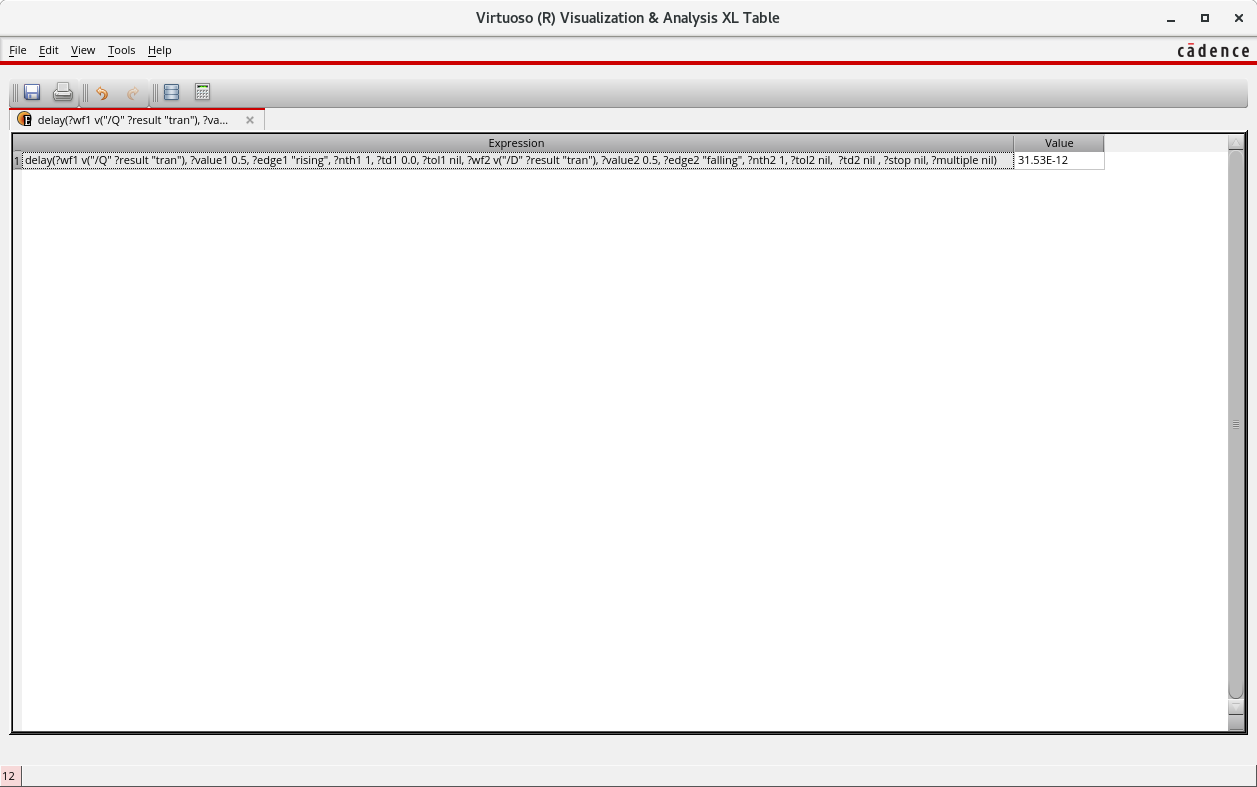 Virtuoso (R) Visualization & Analysis XL Table
File Edit View Tools Help
cādence
delay(?wf1 v("/Q" ?result "tran"), ?va...
Expression Value
1 delay(?wf1 v("/Q" ?result "tran"), ?value1 0.5, ?edge1 "rising", ?nth1 1, ?td1 0.0, ?tol1 nil, ?wf2 v("/D" ?result "tran"), ?value2 0.5, ?edge2 "falling", ?nth2 1, ?tol2 nil,  ?td2 nil , ?stop nil, ?multiple nil) 31.53E-12
12